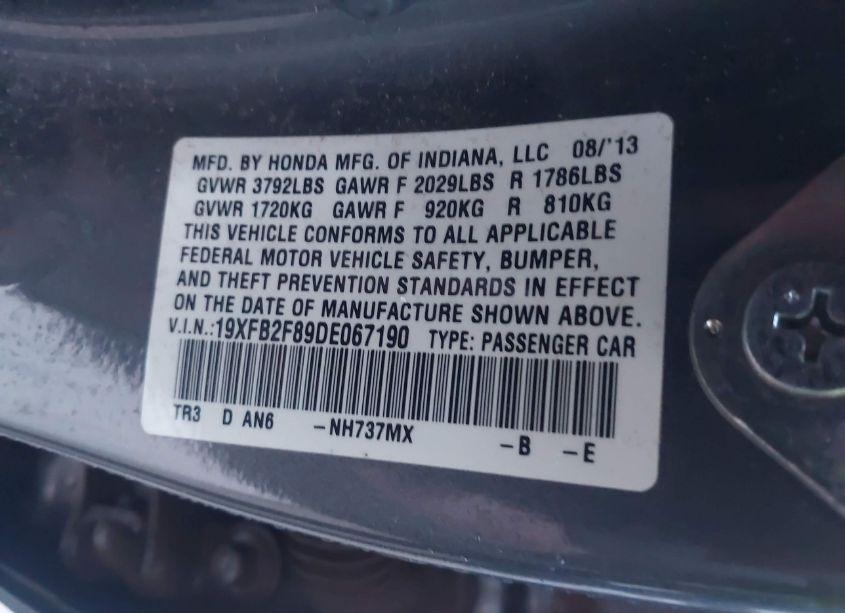 MFD. BY HONDA MFG. OF INDIANA, LLC 08/'13
GVWR 3792LBS GAWR F 2029LBS R 1786LBS
GVWR 1720KG GAWR F 920KG R 810KG
THIS VEHICLE CONFORMS TO ALL APPLICABLE
FEDERAL MOTOR VEHICLE SAFETY, BUMPER,
AND THEFT PREVENTION STANDARDS IN EFFECT
ON THE DATE OF MANUFACTURE SHOWN ABOVE.
V.I.N.:19XFB2F89DE067190 TYPE: PASSENGER CAR
TR3 D AN6 -NH737MX -B -E